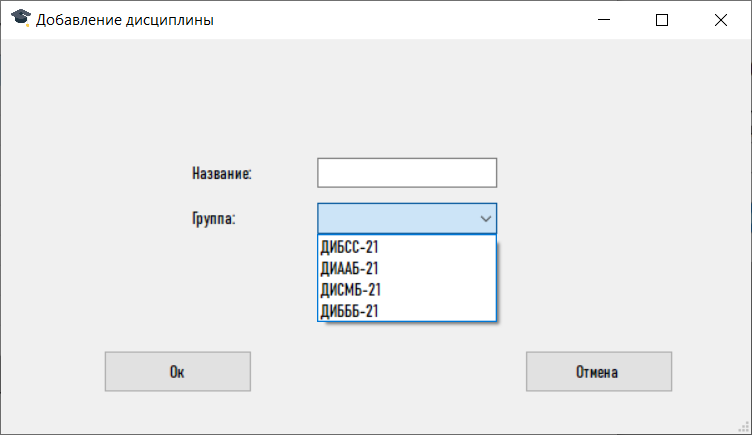 Добавление дисциплины
Название:
Группа:
ДИБСС-21
ДИААБ-21
ДИСМБ-21
ДИБББ-21
Ок
Отмена